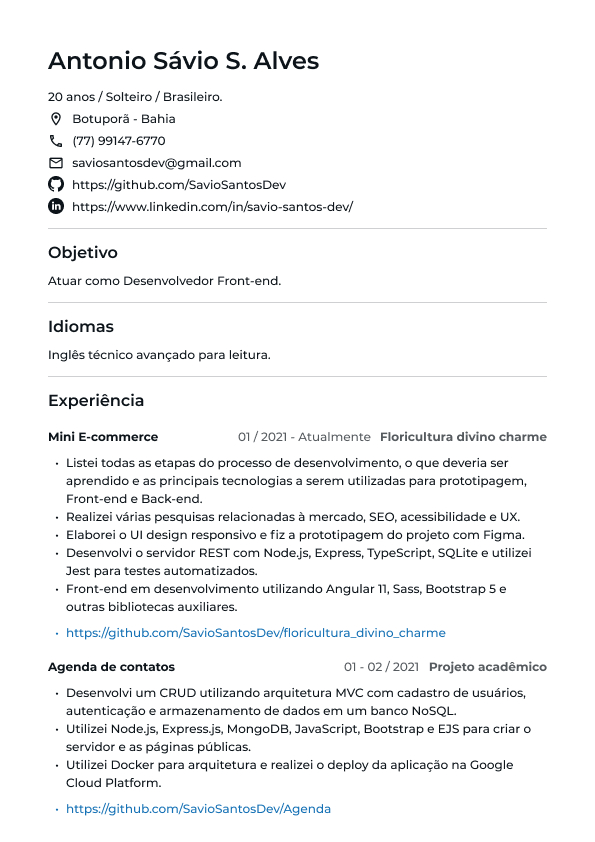 Antonio Sávio S. Alves
20 anos / Solteiro / Brasileiro.
Botuporã - Bahia
(77) 99147-6770
saviosantosdev@gmail.com
https://github.com/SavioSantosDev
https://www.linkedin.com/in/savio-santos-dev/
Objetivo
Atuar como Desenvolvedor Front-end.
Idiomas
Inglês técnico avançado para leitura.
Experiência
Mini E-commerce 01 / 2021 - Atualmente Floricultura divino charme
• Listei todas as etapas do processo de desenvolvimento, o que deveria ser
aprendido e as principais tecnologias a serem utilizadas para prototipagem,
Front-end e Back-end.
• Realizei várias pesquisas relacionadas à mercado, SEO, acessibilidade e UX.
• Elaborei o UI design responsivo e fiz a prototipagem do projeto com Figma.
• Desenvolvi o servidor REST com Node.js, Express, TypeScript, SQLite e utilizei
Jest para testes automatizados.
• Front-end em desenvolvimento utilizando Angular 11, Sass, Bootstrap 5 e
outras bibliotecas auxiliares.
• https://github.com/SavioSantosDev/floricultura_divino_charme
Agenda de contatos 01 - 02 / 2021 Projeto acadêmico
• Desenvolvi um CRUD utilizando arquitetura MVC com cadastro de usuários,
autenticação e armazenamento de dados em um banco NoSQL.
• Utilizei Node.js, Express.js, MongoDB, JavaScript, Bootstrap e EJS para criar o
servidor e as páginas públicas.
• Utilizei Docker para arquitetura e realizei o deploy da aplicação na Google
Cloud Platform.
• https://github.com/SavioSantosDev/Agenda